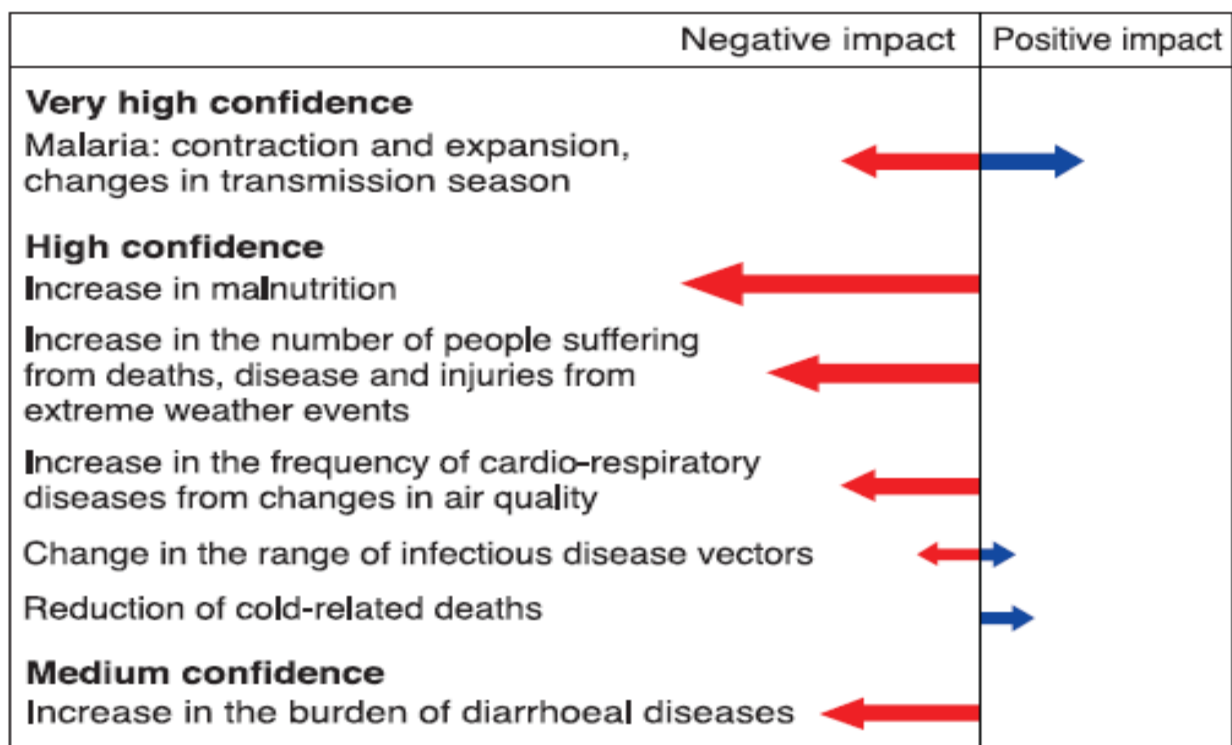 Negative impact Positive impact
Very high confidence
Malaria: contraction and expansion,
changes in transmission season
High confidence
Increase in malnutrition
Increase in the number of people suffering
from deaths, disease and injuries from
extreme weather events
Increase in the frequency of cardio-respiratory
diseases from changes in air quality
Change in the range of infectious disease vectors
Reduction of cold-related deaths
Medium confidence
Increase in the burden of diarrhoeal diseases